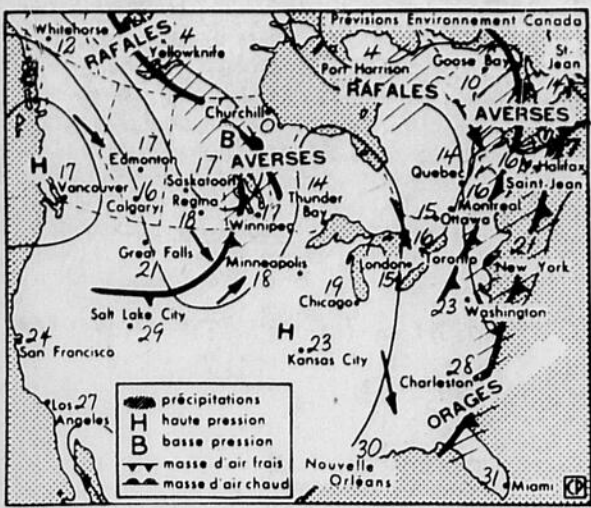 Prévisions Environnement Canada
Whitehorse
12
RAFALES
4
Yellowknife
4
Port Harrison
Goose Bay
10
St-
Jean
14
RAFALES
AVERSES
Churchill
0
B
AVERSES
H
17
Vancouver
17
Edmonton
16
Calgary
17
Saskatoon
Regina
18
17
Winnipeg
14
Thunder
Bay
14
Quebec
16
Halifax
Saint-Jean
16
Montreal
15
Ottawa
16
Toronto
London
15
21
New York
Great Falls
21
Minneapolis
18
19
Chicago
23
Washington
Salt Lake City
29
24
San Francisco
H
23
Kansas City
28
Charleston
ORAGES
27
Los
Angeles
30
Nouvelle
Orléans
31
Miami
CP
précipitations
H haute pression
B basse pression
masse d'air frais
masse d'air chaud